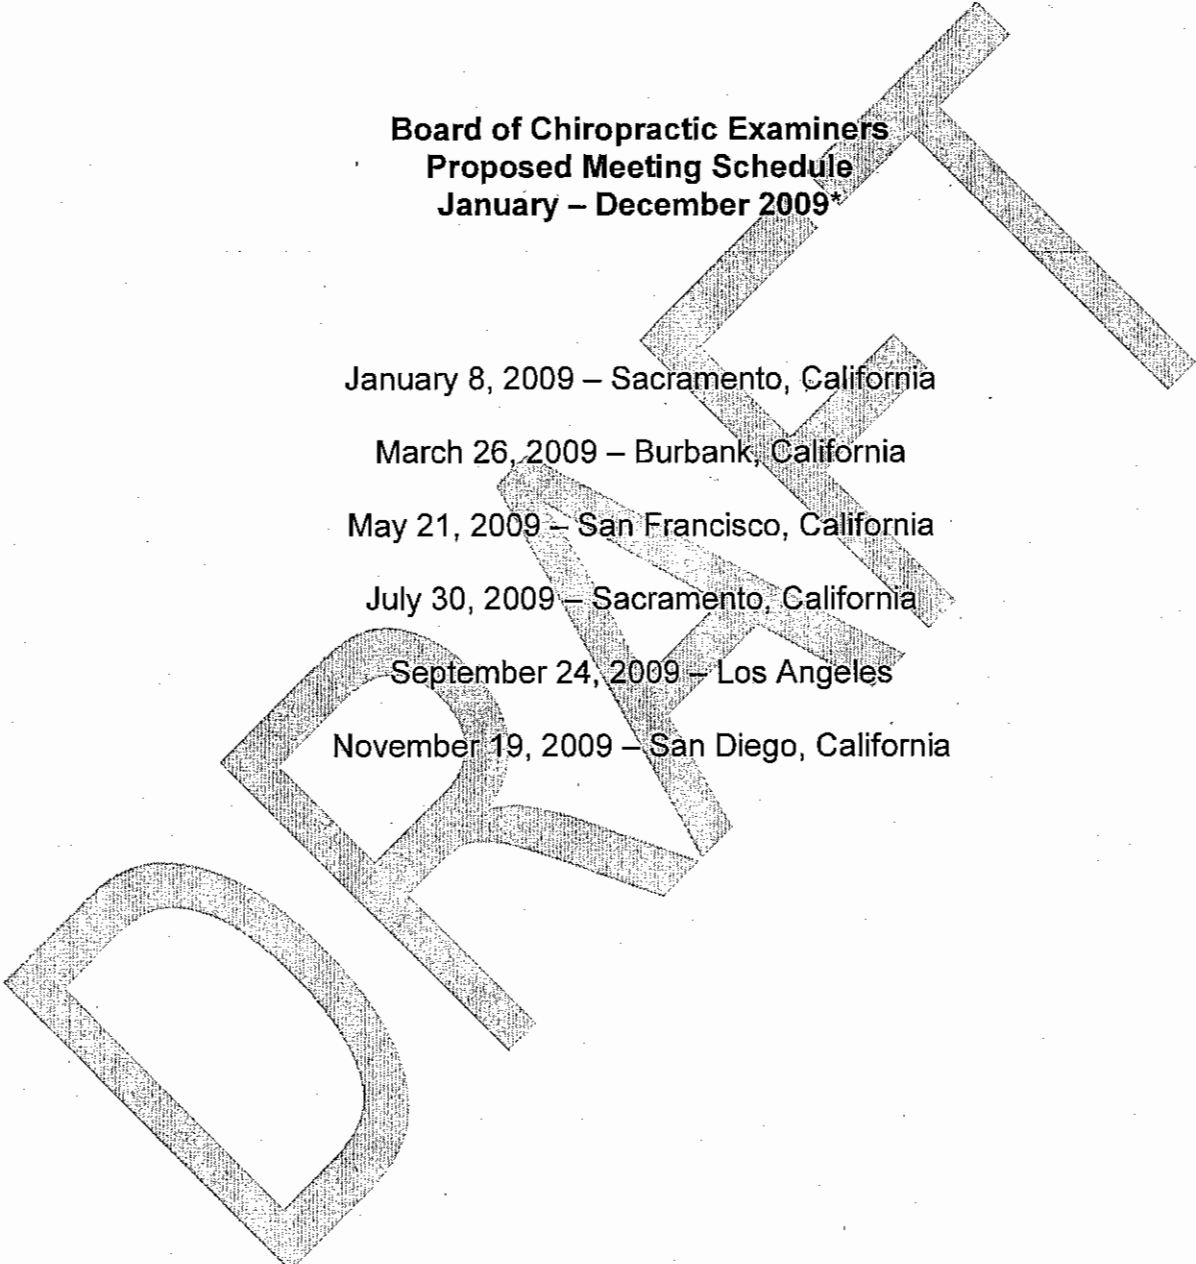 Board of Chiropractic Examiners
Proposed Meeting Schedule
January – December 2009*
January 8, 2009 – Sacramento, California
March 26, 2009 – Burbank, California
May 21, 2009 – San Francisco, California
July 30, 2009 – Sacramento, California
September 24, 2009 – Los Angeles
November 19, 2009 – San Diego, California
DRAFT